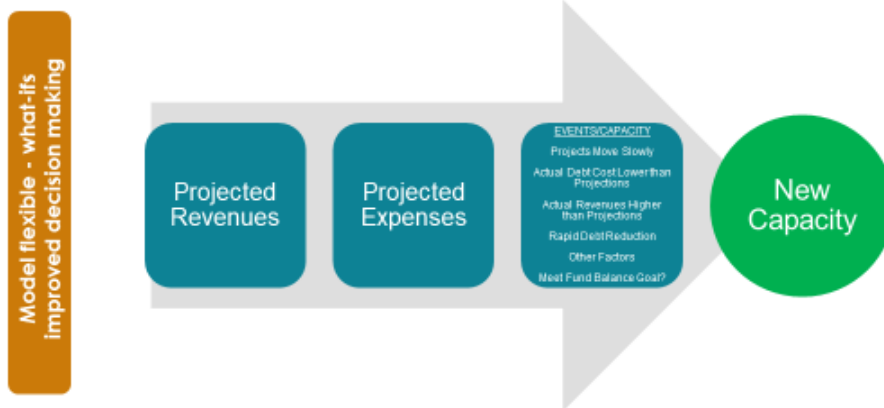 Model flexible - what-ifs
improved decision making
Projected
Revenues
Projected
Expenses
EVENTS/CAPACITY
Projects Move Slowly
Actual Debt Cost Lower than
Projections
Actual Revenues Higher
than Projections
Rapid Debt Reduction
Other Factors
Meet Fund Balance Goal?
New
Capacity